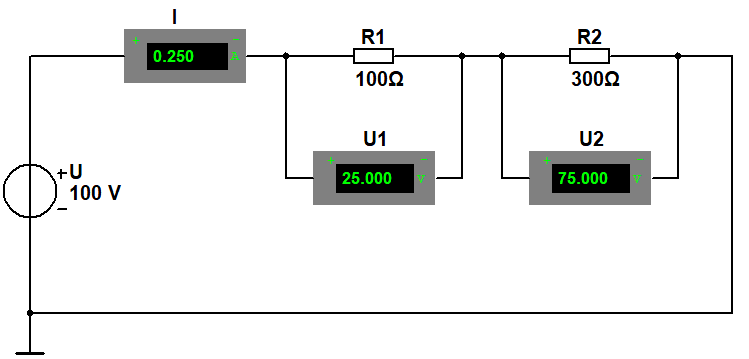 I
+ −
0.250 A
R1
100Ω
R2
300Ω
U1
+ −
25.000 V
U2
+ −
75.000 V
+ U
100 V
−